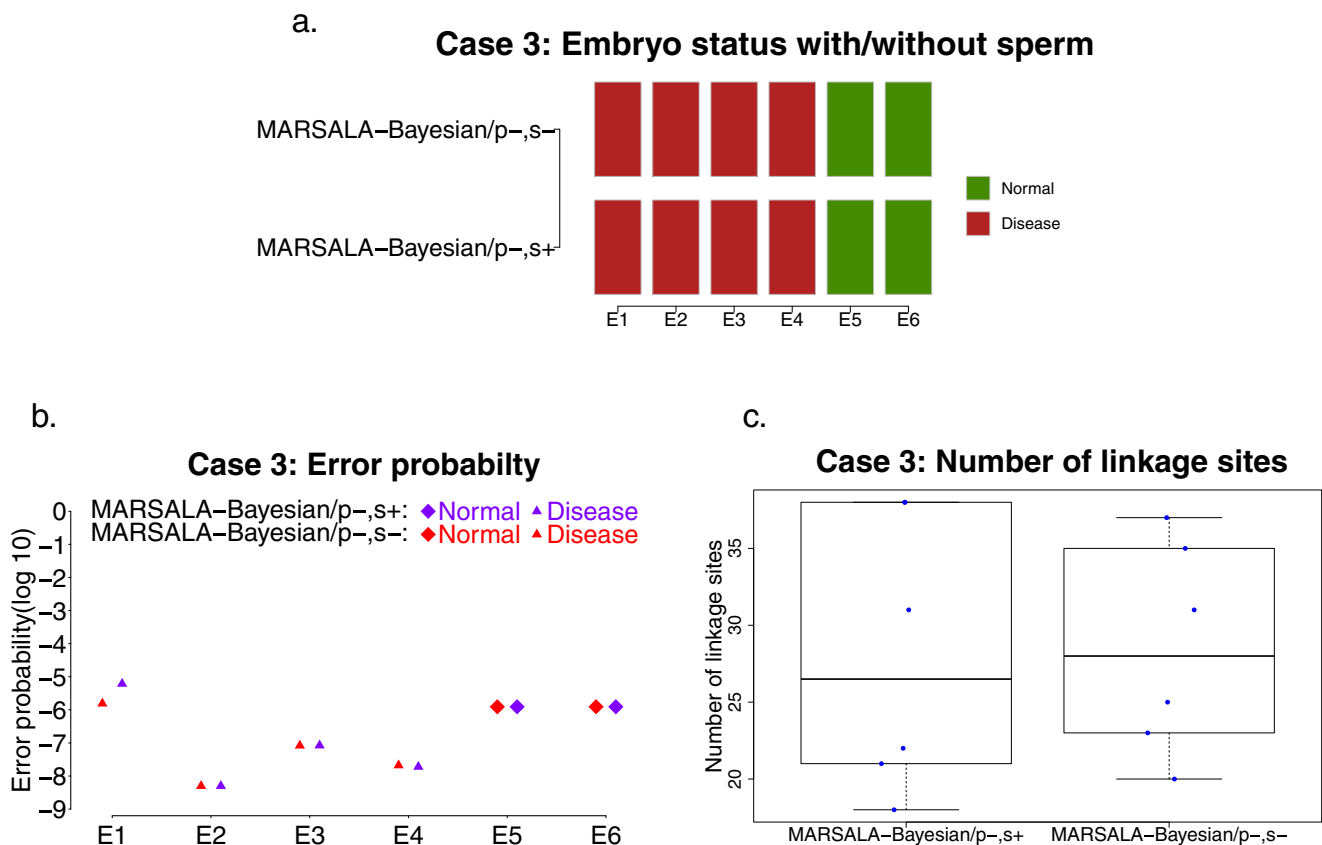 a.
Case 3: Embryo status with/without sperm
MARSALA−Bayesian/p−,s−
MARSALA−Bayesian/p−,s+
Normal
Disease
E1 E2 E3 E4 E5 E6
b.
Case 3: Error probabilty
MARSALA−Bayesian/p−,s+: Normal Disease
MARSALA−Bayesian/p−,s−: Normal Disease
Error probability(log 10)
0
−1
−2
−3
−4
−5
−6
−7
−8
−9
E1 E2 E3 E4 E5 E6
c.
Case 3: Number of linkage sites
Number of linkage sites
35
30
25
20
MARSALA−Bayesian/p−,s+ MARSALA−Bayesian/p−,s−